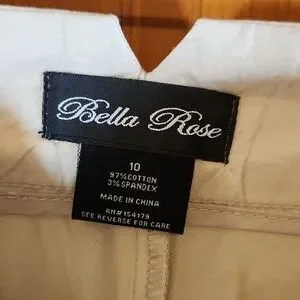 Bella Rose
10
97% COTTON
3% SPANDEX
MADE IN CHINA
RN# 154179
SEE REVERSE FOR CARE